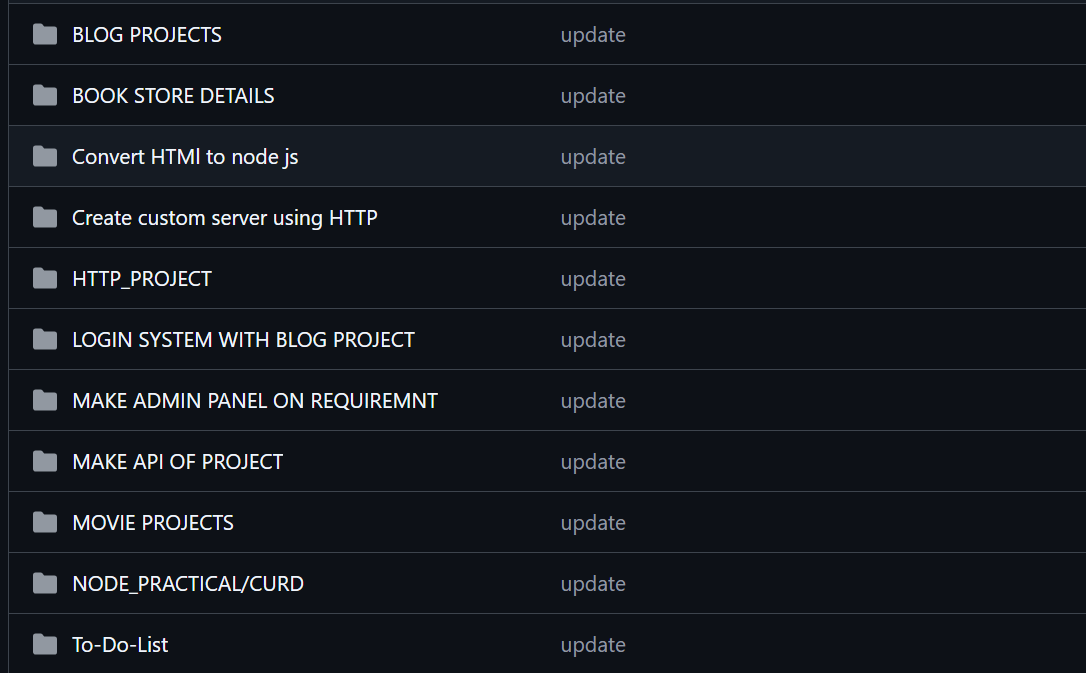 BLOG PROJECTS update
BOOK STORE DETAILS update
Convert HTMl to node js update
Create custom server using HTTP update
HTTP_PROJECT update
LOGIN SYSTEM WITH BLOG PROJECT update
MAKE ADMIN PANEL ON REQUIREMNT update
MAKE API OF PROJECT update
MOVIE PROJECTS update
NODE_PRACTICAL/CURD update
To-Do-List update